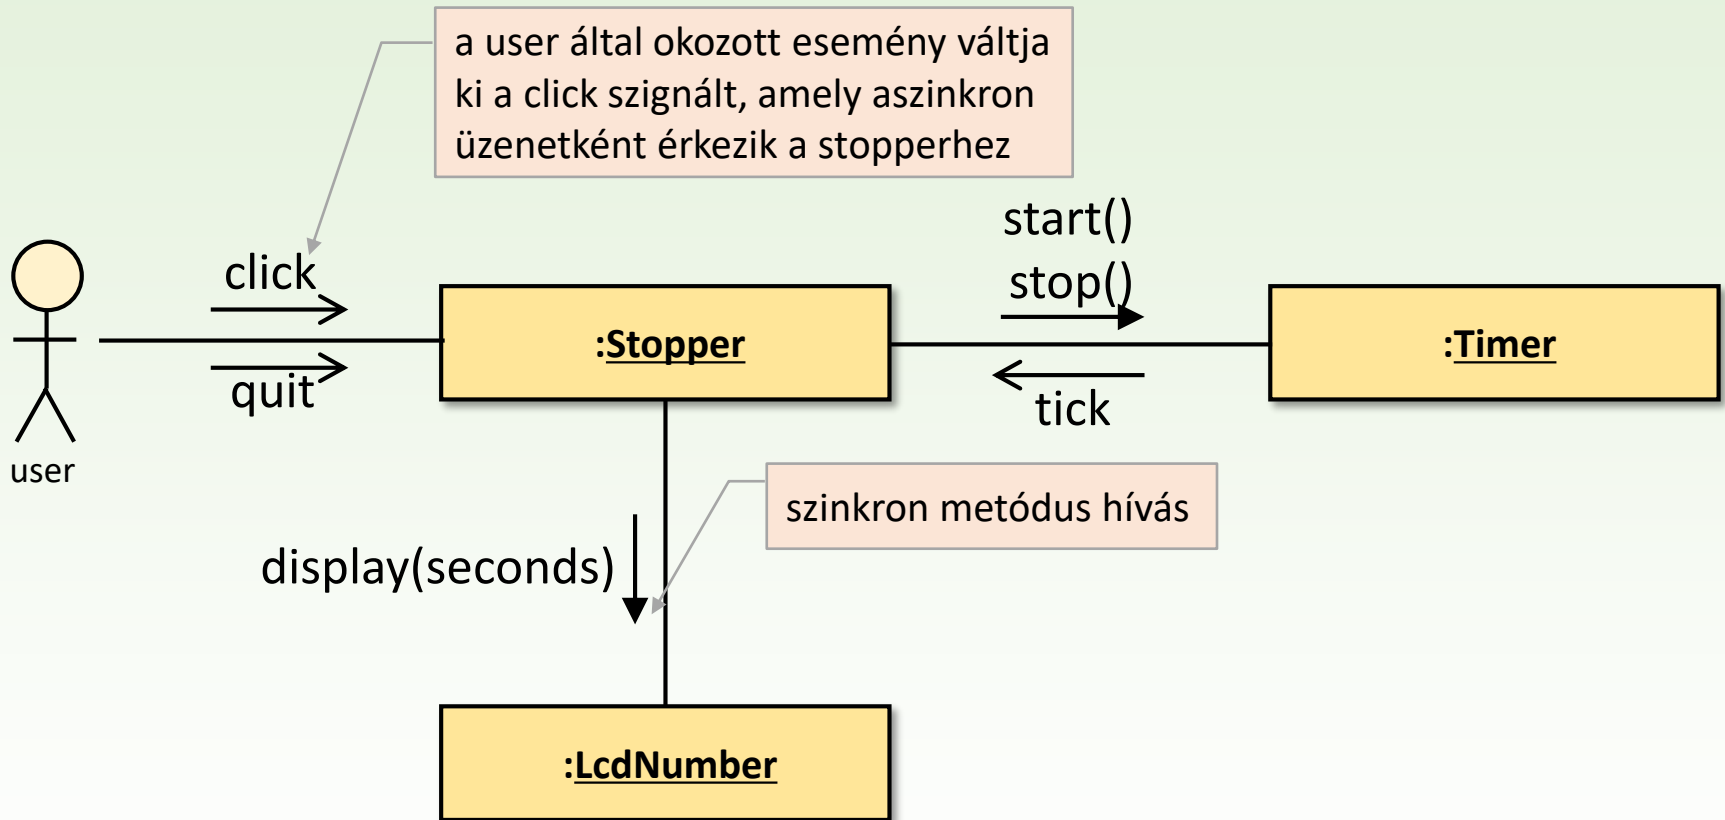 a user által okozott esemény váltja
ki a click szignált, amely aszinkron
üzenetként érkezik a stopperhez
start()
click
stop()
:Stopper
:Timer
quit
tick
user
szinkron metódus hívás
display(seconds)
:LcdNumber